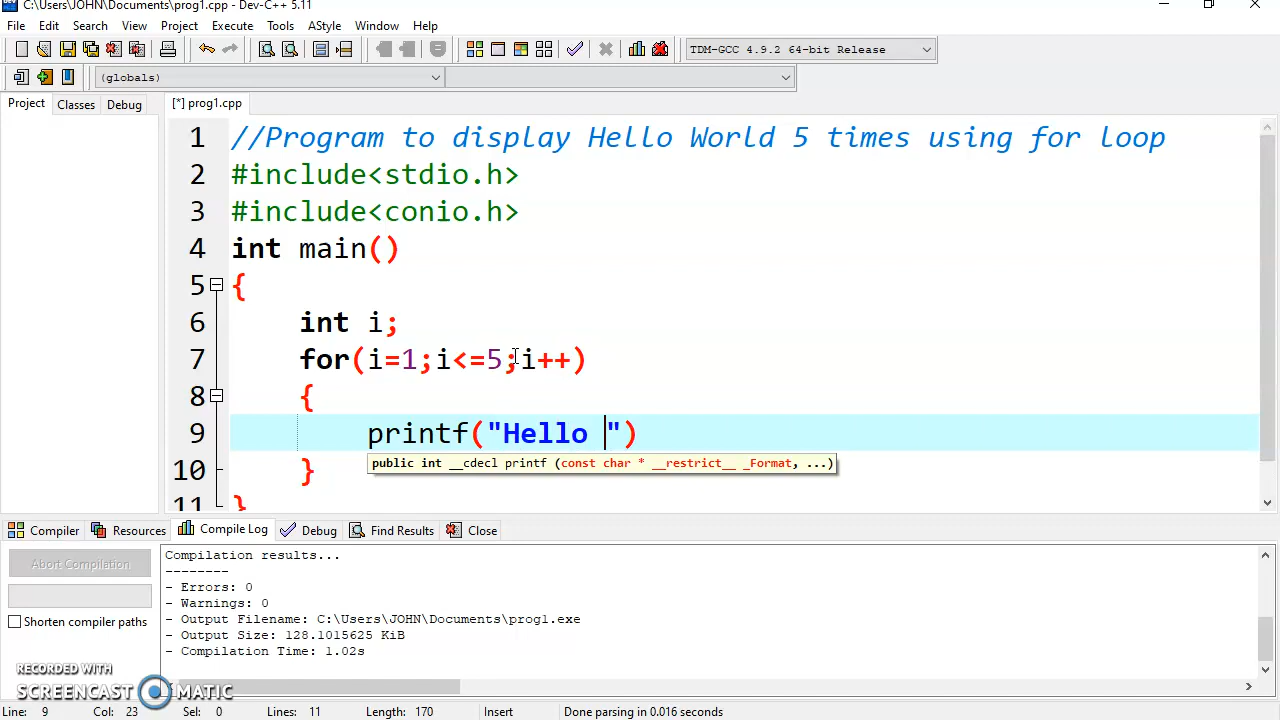 C:\Users\JOHN\Documents\prog1.cpp - Dev-C++ 5.11
File Edit Search View Project Execute Tools AStyle Window Help
TDM-GCC 4.9.2 64-bit Release
(globals)
Project Classes Debug [*] prog1.cpp
1 //Program to display Hello World 5 times using for loop
2 #include<stdio.h>
3 #include<conio.h>
4 int main()
5 {
6 int i;
7 for(i=1;i<=5;i++)
8 {
9 printf("Hello ")
public int __cdecl printf (const char * __restrict__ _Format, ...)
10 }
11 }
Compiler Resources Compile Log Debug Find Results Close
Abort Compilation
Shorten compiler paths
Compilation results...
--------
- Errors: 0
- Warnings: 0
- Output Filename: C:\Users\JOHN\Documents\prog1.exe
- Output Size: 128.1015625 KiB
- Compilation Time: 1.02s
RECORDED WITH
SCREENCAST MATIC
Line: 9 Col: 23 Sel: 0 Lines: 11 Length: 170 Insert Done parsing in 0.016 seconds